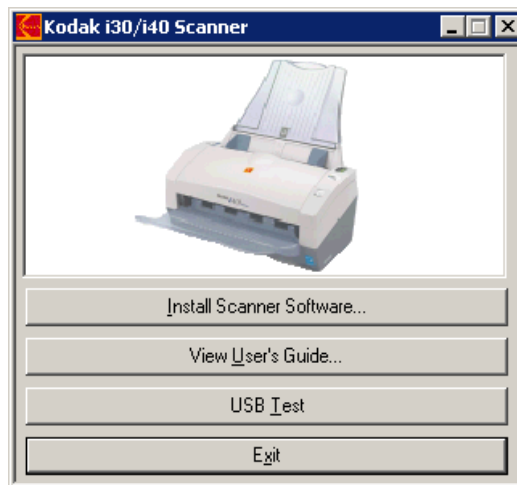 Kodak i30/i40 Scanner
Install Scanner Software...
View User's Guide...
USB Test
Exit